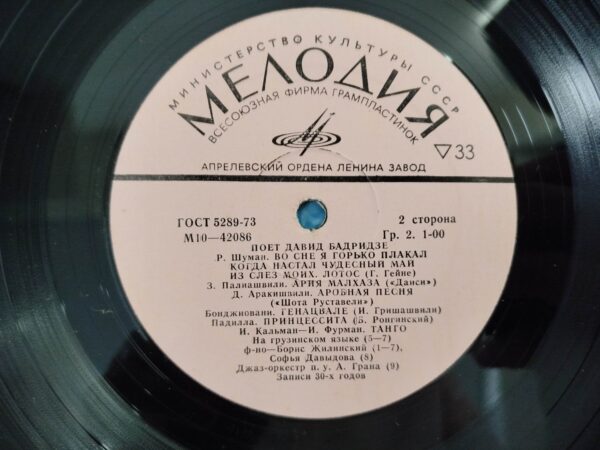 МИНИСТЕРСТВО КУЛЬТУРЫ СССР
МЕЛОДИЯ
ВСЕСОЮЗНАЯ ФИРМА ГРАМПЛАСТИНОК
▽33
АПРЕЛЕВСКИЙ ОРДЕНА ЛЕНИНА ЗАВОД
ГОСТ 5289-73 2 сторона
М10—42086 Гр. 2. 1-00
ПОЕТ ДАВИД БАДРИДЗЕ
Р. Шуман. ВО СНЕ Я ГОРЬКО ПЛАКАЛ
КОГДА НАСТАЛ ЧУДЕСНЫЙ МАЙ
ИЗ СЛЕЗ МОИХ. ЛОТОС (Г. Гейне)
З. Палиашвили. АРИЯ МАЛХАЗА («Даиси»)
Д. Аракишвили. АРОБНАЯ ПЕСНЯ
(«Шота Руставели»)
Бонджиовани. ГЕНАЦВАЛЕ (И. Гришашвили)
Падилла. ПРИНЦЕССИТА (Б. Ронгинский)
И. Кальман—И. Фурман. ТАНГО
На грузинском языке (5—7)
ф-но—Борис Жилинский (1—7),
Софья Давыдова (8)
Джаз-оркестр п. у. А. Грана (9)
Записи 30-х годов